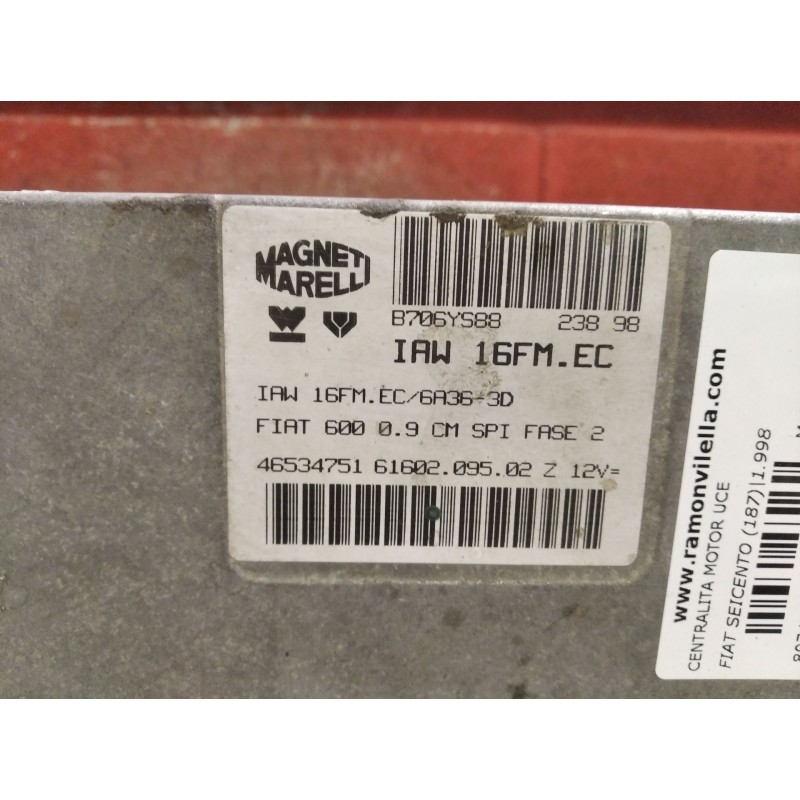 MAGNETI
MARELLI
B706YS88 238 98
IAW 16FM.EC
IAW 16FM.EC/6A36-3D
FIAT 600 0.9 CM SPI FASE 2
46534751 61602.095.02 Z 12V=
www.ramonvilella.com
CENTRALITA MOTOR UCE
FIAT SEICENTO (187)|1.998